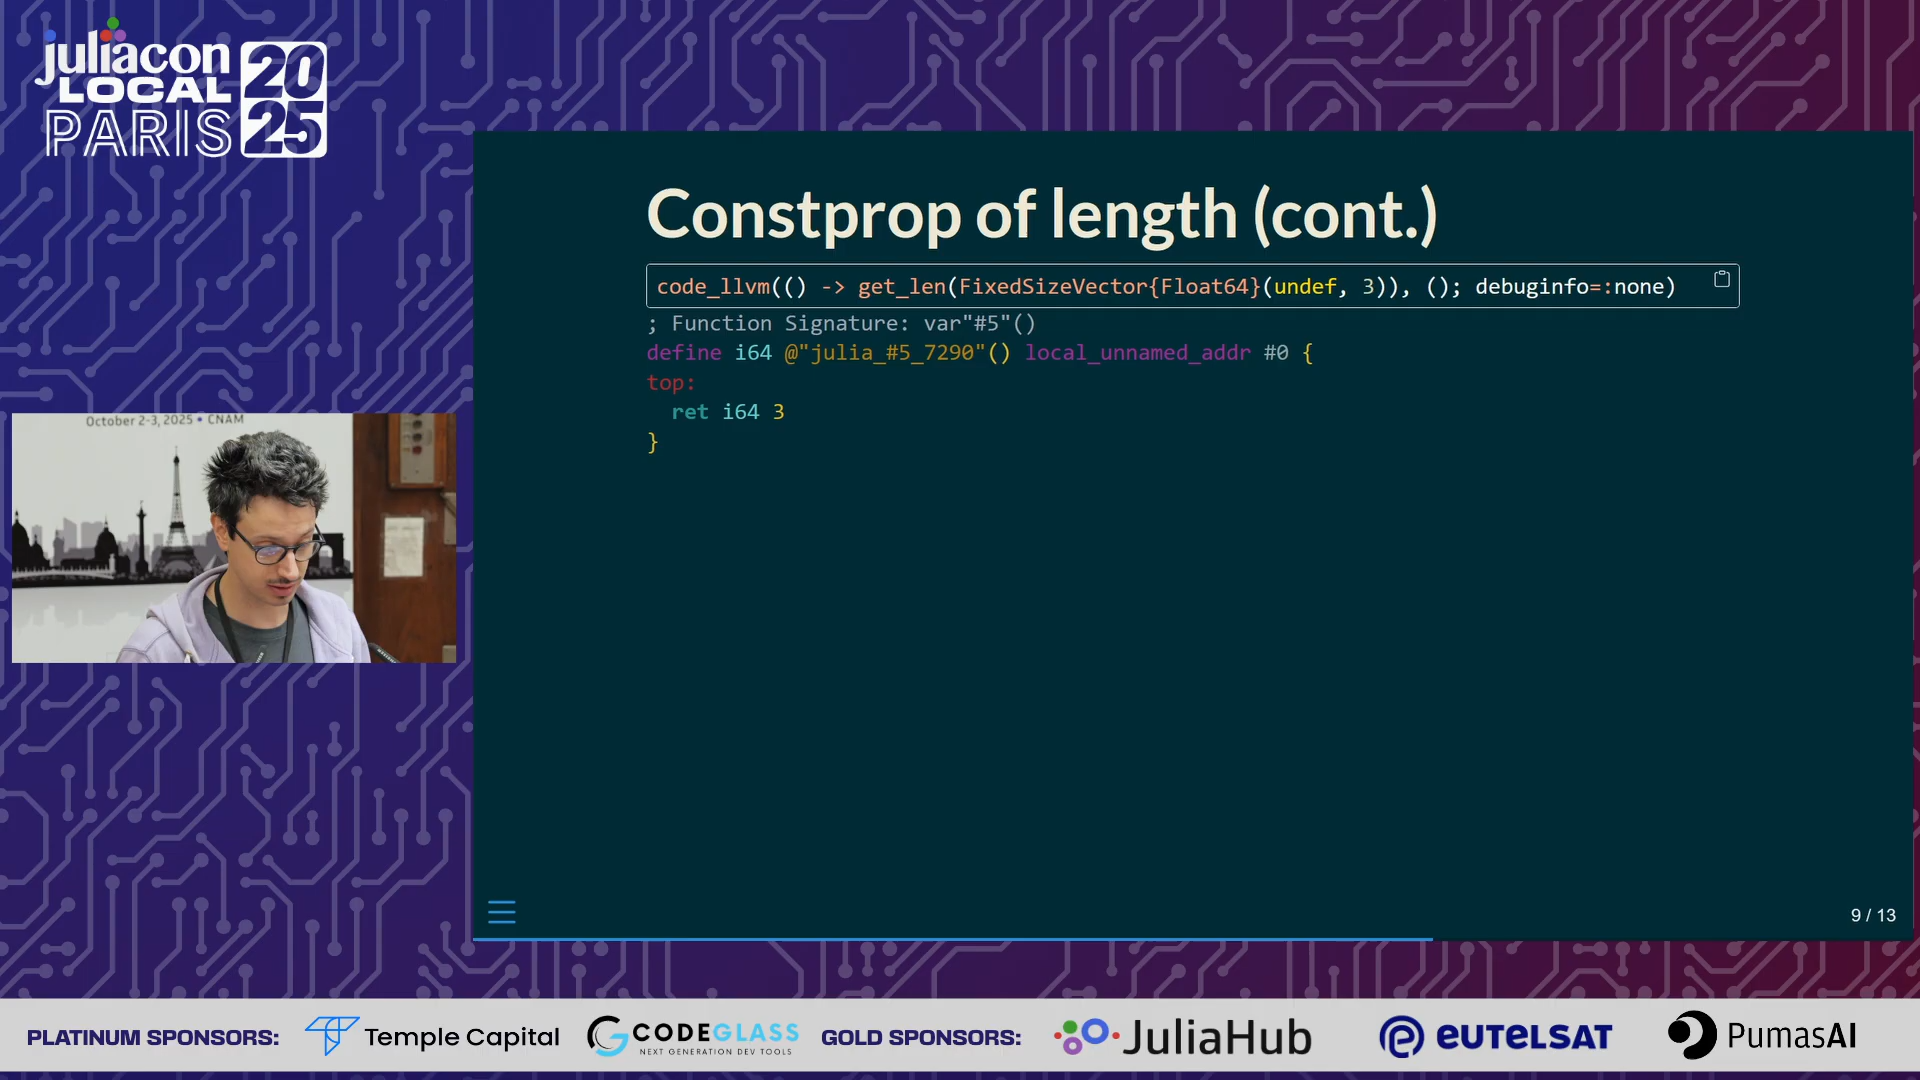 juliacon
LOCAL
PARIS
20
25
Constprop of length (cont.)
code_llvm(() -> get_len(FixedSizeVector{Float64}(undef, 3)), (); debuginfo=:none)
; Function Signature: var"#5"()
define i64 @"julia_#5_7290"() local_unnamed_addr #0 {
top:
ret i64 3
}
October 2-3, 2025 • CNAM
9 / 13
PLATINUM SPONSORS:
Temple Capital
CODEGLASS
NEXT GENERATION DEV TOOLS
GOLD SPONSORS:
JuliaHub
EUTELSAT
PumasAI